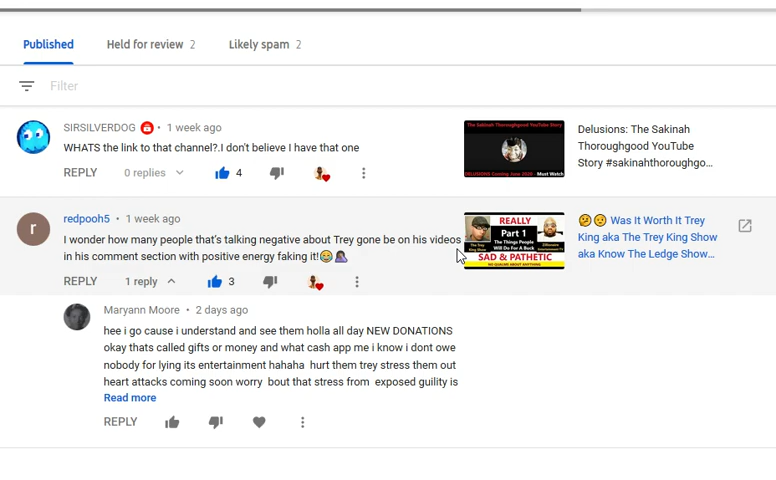 Published Held for review 2 Likely spam 2
Filter
SIRSILVERDOG • 1 week ago
WHATS the link to that channel?.I don't believe I have that one
REPLY 0 replies 4
The Sakinah Thoroughgood YouTube Story
DELUSIONS Coming June 2020 - Must Watch
Delusions: The Sakinah
Thoroughgood YouTube
Story #sakinahthoroughgo...
r
redpooh5 • 1 week ago
I wonder how many people that's talking negative about Trey gone be on his videos
in his comment section with positive energy faking it!😂🤦🏾‍♀️
REPLY 1 reply 3
REALLY
Part 1
The Things People
Will Do For A Buck
The Trey
King Show
SAD & PATHETIC
🤔😟 Was It Worth It Trey
King aka The Trey King Show
aka Know The Ledge Show...
Maryann Moore • 2 days ago
hee i go cause i understand and see them holla all day NEW DONATIONS
okay thats called gifts or money and what cash app me i know i dont owe
nobody for lying its entertainment hahaha hurt them trey stress them out
heart attacks coming soon worry bout that stress from exposed guility is
Read more
REPLY